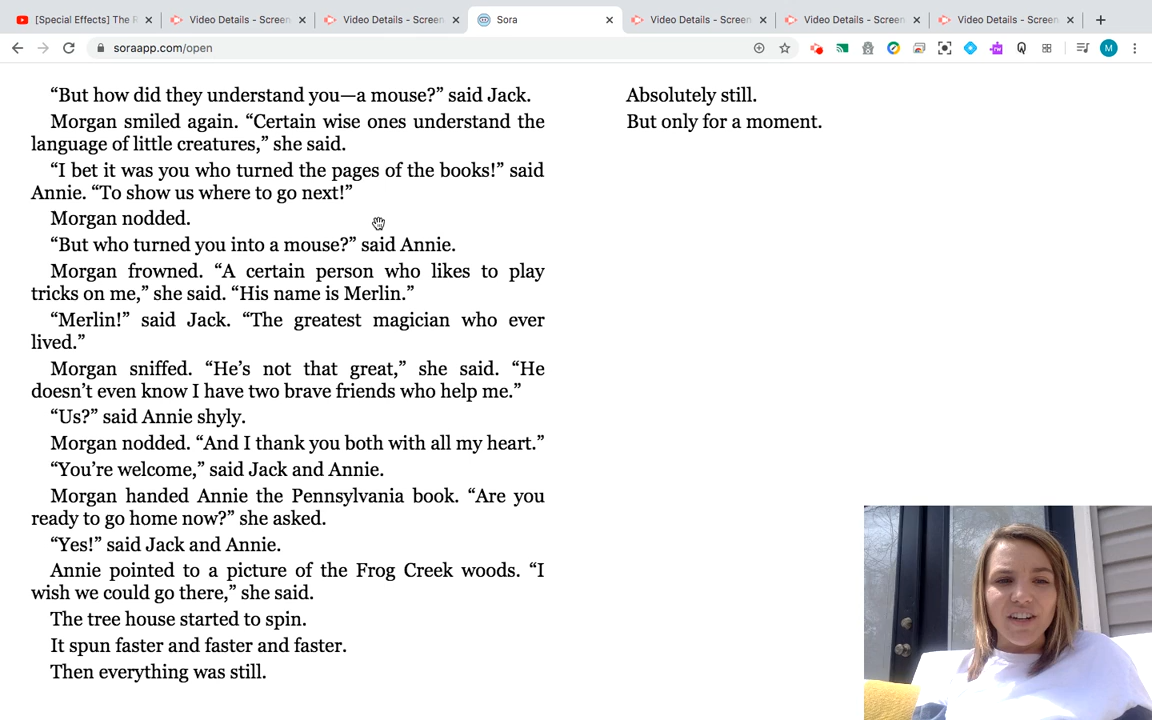 [Special Effects] The R
Video Details - Screen
Video Details - Screen
Sora
Video Details - Screen
Video Details - Screen
Video Details - Screen
soraapp.com/open
M
“But how did they understand you—a mouse?” said Jack.
Morgan smiled again. “Certain wise ones understand the
language of little creatures,” she said.
“I bet it was you who turned the pages of the books!” said
Annie. “To show us where to go next!”
Morgan nodded.
“But who turned you into a mouse?” said Annie.
Morgan frowned. “A certain person who likes to play
tricks on me,” she said. “His name is Merlin.”
“Merlin!” said Jack. “The greatest magician who ever
lived.”
Morgan sniffed. “He’s not that great,” she said. “He
doesn’t even know I have two brave friends who help me.”
“Us?” said Annie shyly.
Morgan nodded. “And I thank you both with all my heart.”
“You’re welcome,” said Jack and Annie.
Morgan handed Annie the Pennsylvania book. “Are you
ready to go home now?” she asked.
“Yes!” said Jack and Annie.
Annie pointed to a picture of the Frog Creek woods. “I
wish we could go there,” she said.
The tree house started to spin.
It spun faster and faster and faster.
Then everything was still.
Absolutely still.
But only for a moment.